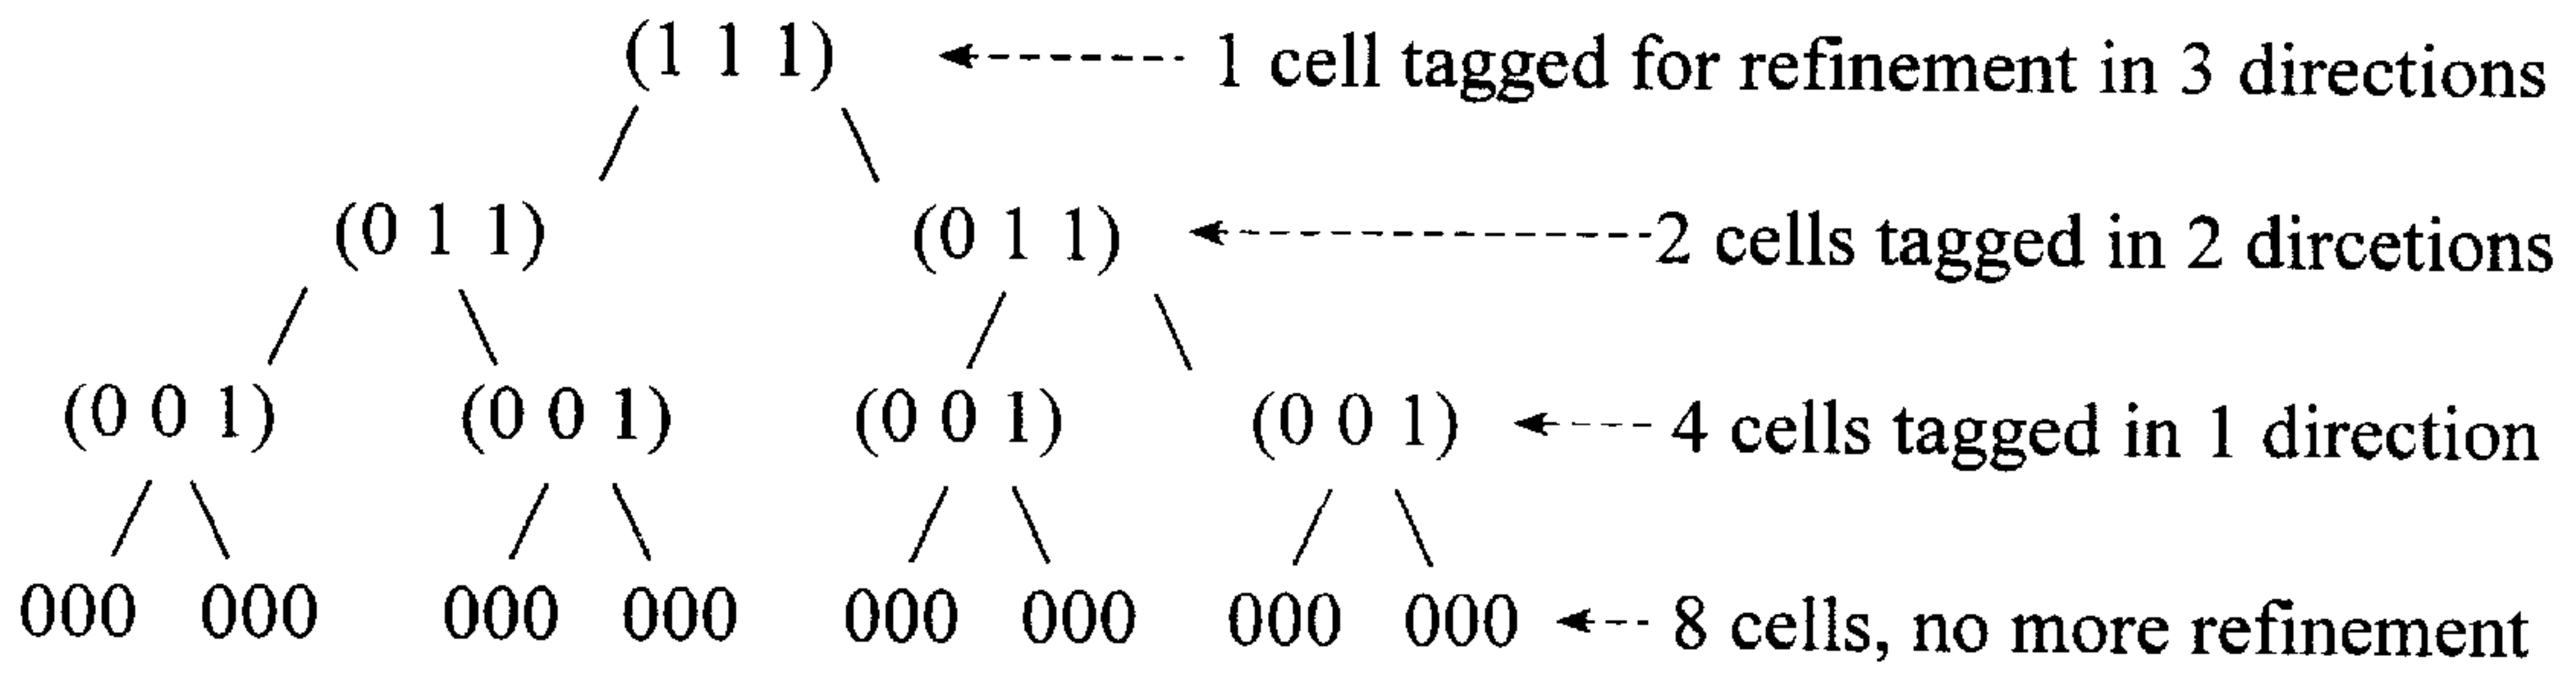 (1 1 1) 1 cell tagged for refinement in 3 directions
(0 1 1) (0 1 1) 2 cells tagged in 2 dircetions
(0 0 1) (0 0 1) (0 0 1) (0 0 1) 4 cells tagged in 1 direction
000 000 000 000 000 000 000 000 8 cells, no more refinement